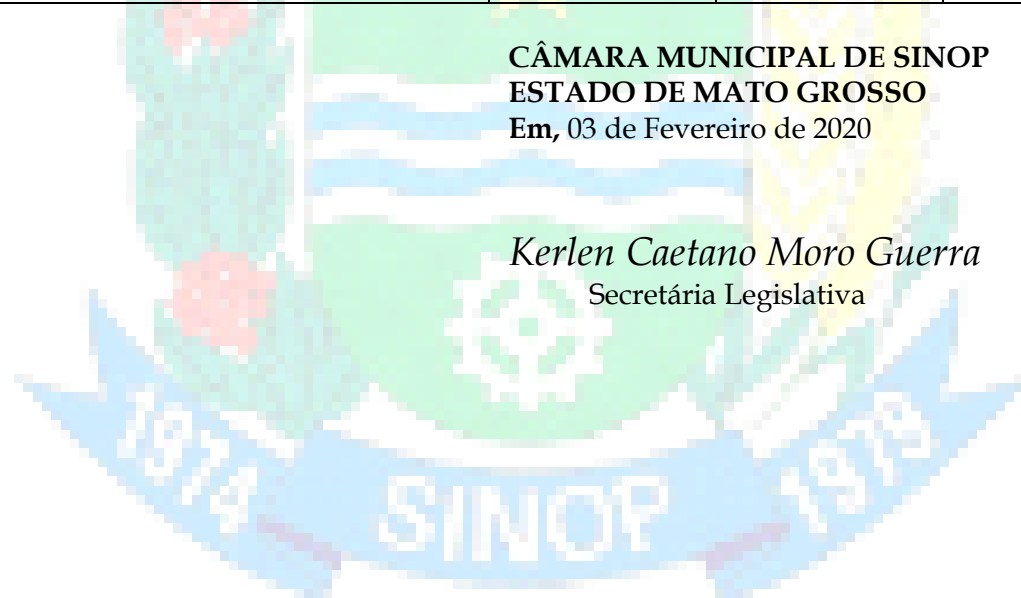 CÂMARA MUNICIPAL DE SINOP
ESTADO DE MATO GROSSO
Em, 03 de Fevereiro de 2020
Kerlen Caetano Moro Guerra
Secretária Legislativa
1974
SINOP
1979